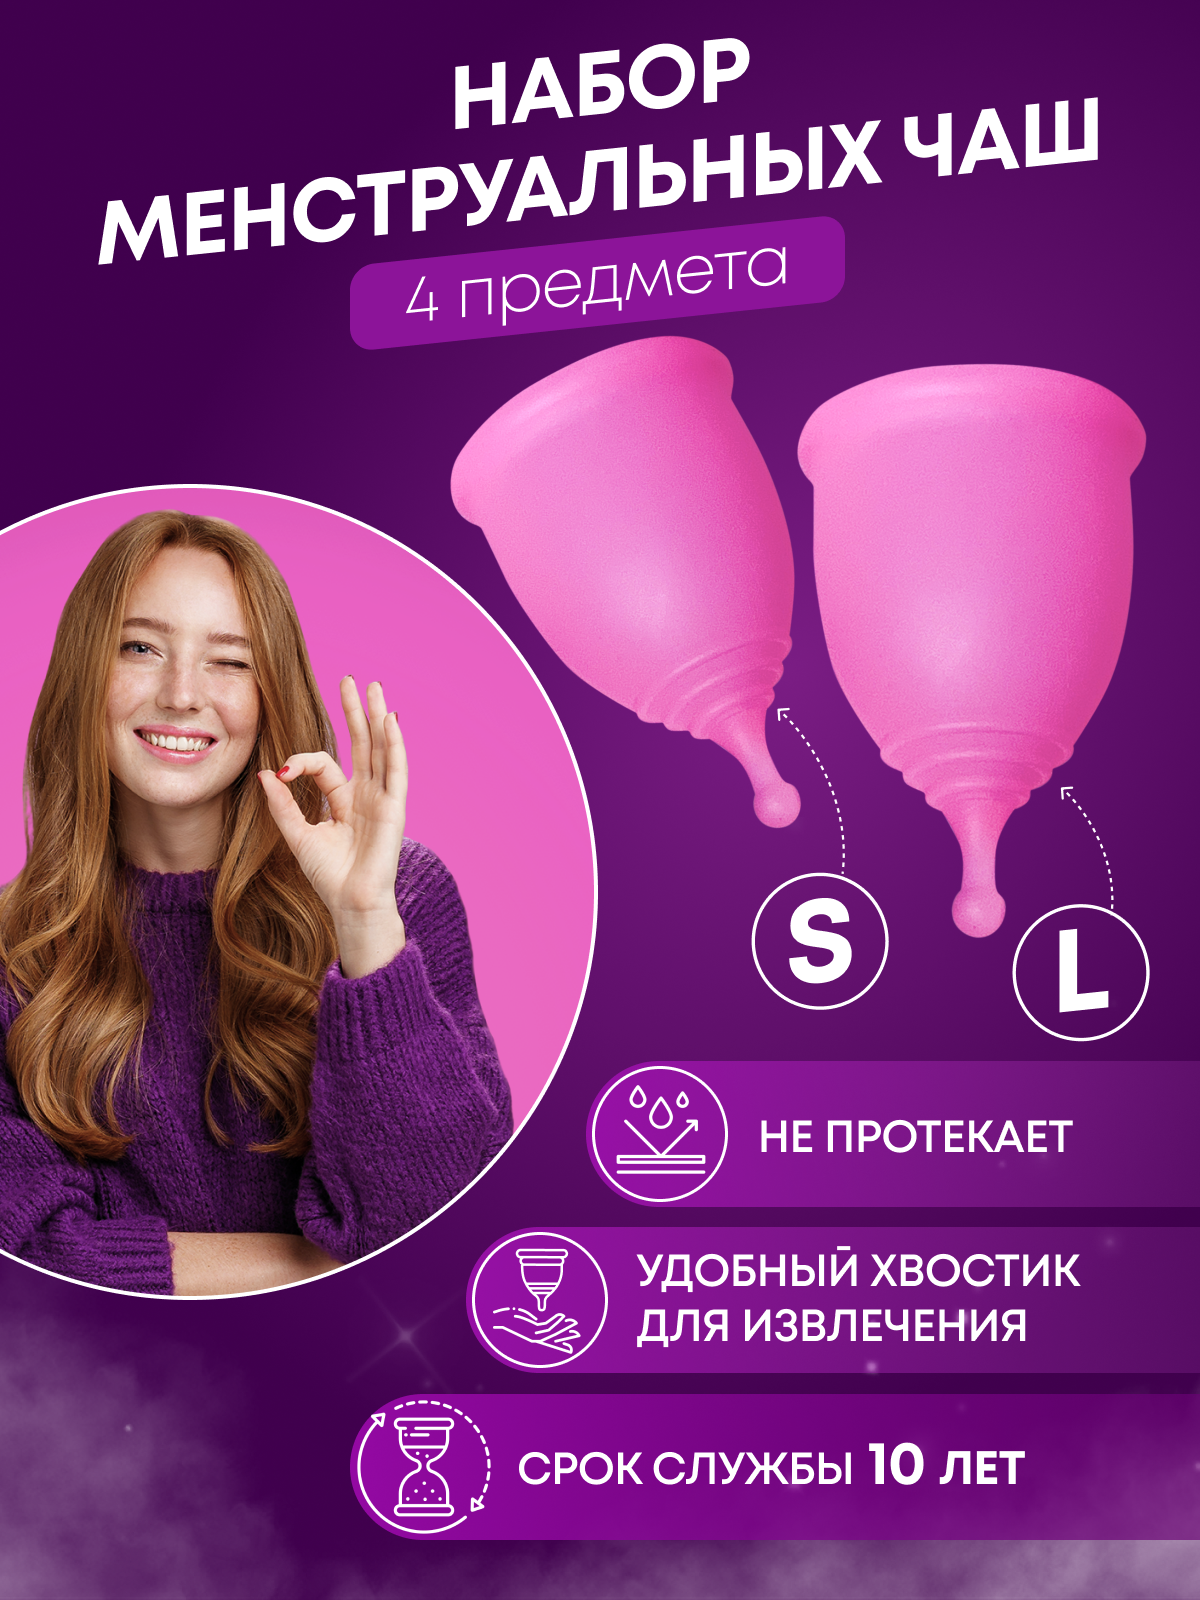 НАБОР
МЕНСТРУАЛЬНЫХ ЧАШ
4 предмета
S
L
НЕ ПРОТЕКАЕТ
УДОБНЫЙ ХВОСТИК
ДЛЯ ИЗВЛЕЧЕНИЯ
СРОК СЛУЖБЫ 10 ЛЕТ